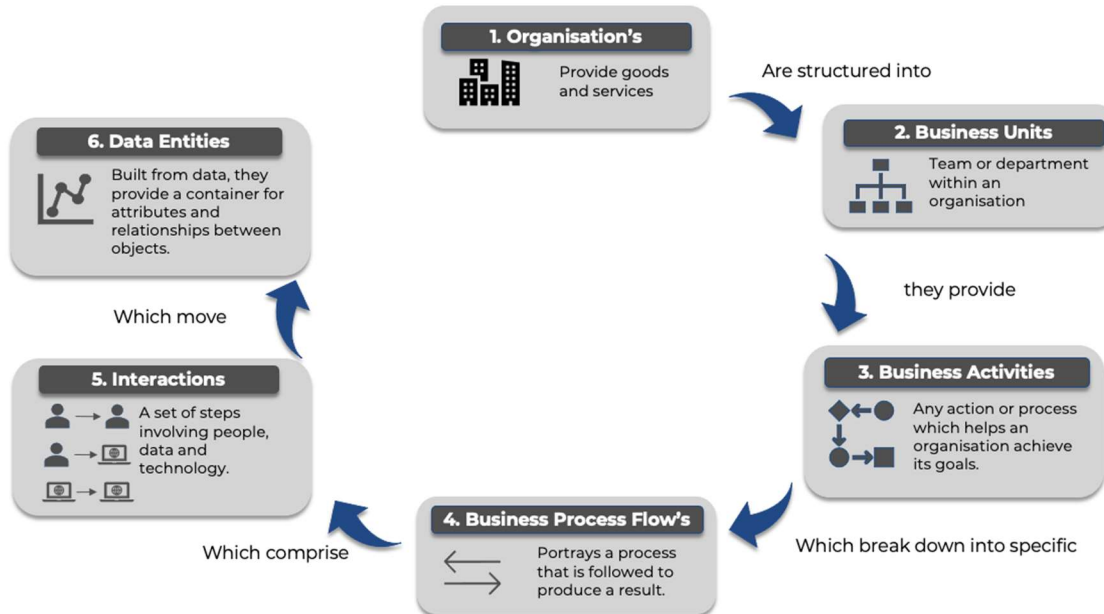 1. Organisation's
Provide goods
and services
Are structured into
2. Business Units
Team or department
within an
organisation
they provide
3. Business Activities
Any action or process
which helps an
organisation achieve
its goals.
Which break down into specific
4. Business Process Flow's
Portrays a process
that is followed to
produce a result.
Which comprise
5. Interactions
A set of steps
involving people,
data and
technology.
Which move
6. Data Entities
Built from data, they
provide a container for
attributes and
relationships between
objects.